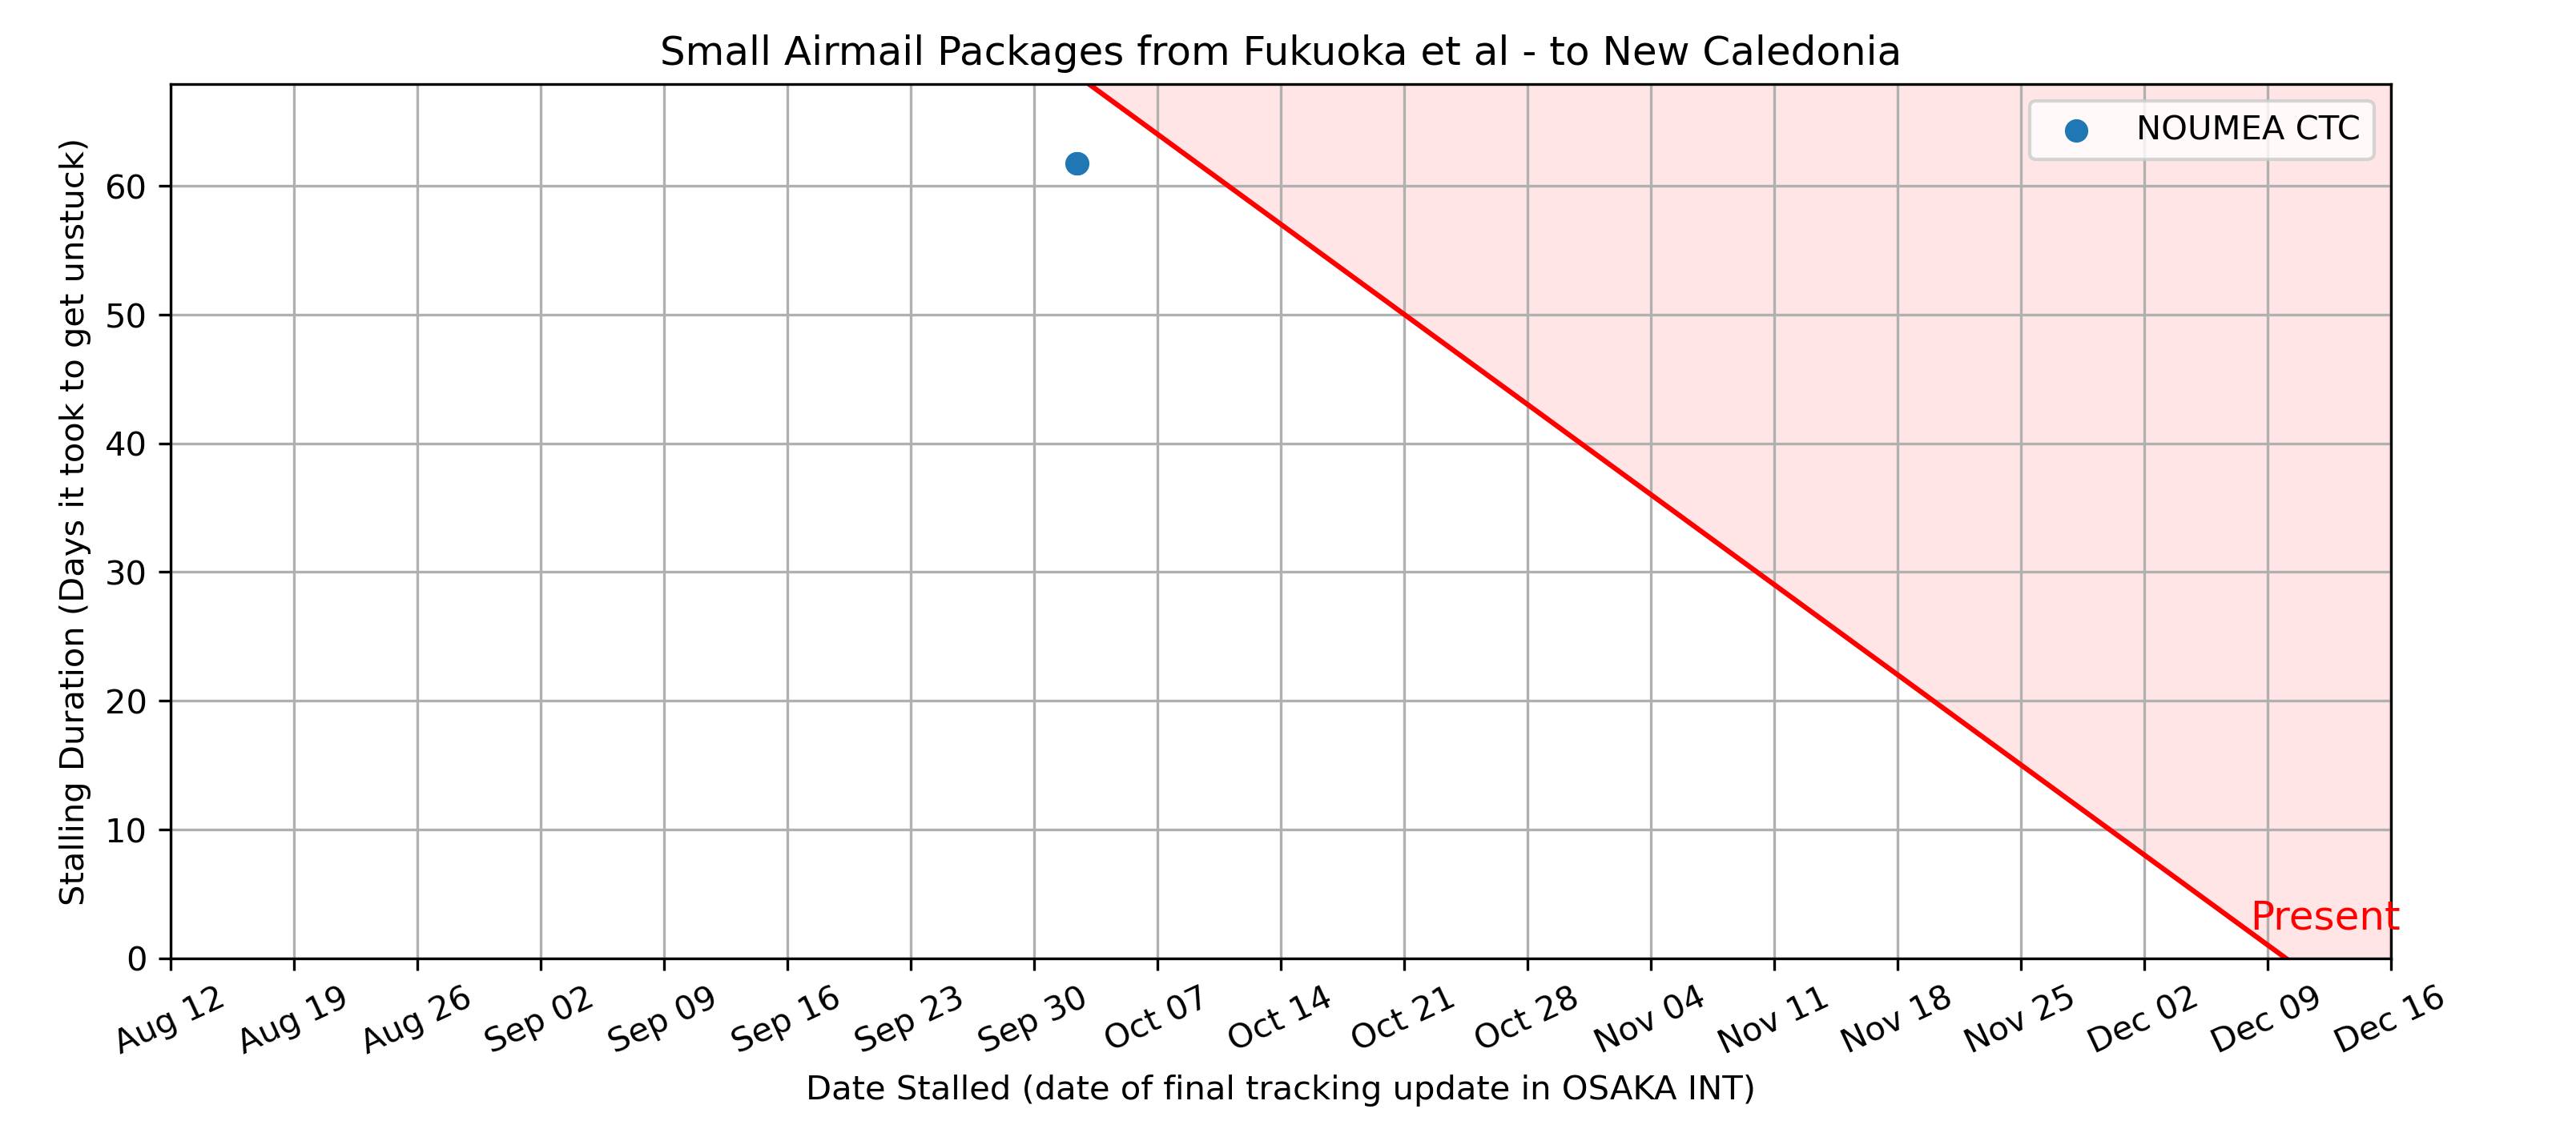 Small Airmail Packages from Fukuoka et al - to New Caledonia
NOUMEA CTC
Stalling Duration (Days it took to get unstuck)
60
50
40
30
20
10
0
Present
Aug 12
Aug 19
Aug 26
Sep 02
Sep 09
Sep 16
Sep 23
Sep 30
Oct 07
Oct 14
Oct 21
Oct 28
Nov 04
Nov 11
Nov 18
Nov 25
Dec 02
Dec 09
Dec 16
Date Stalled (date of final tracking update in OSAKA INT)